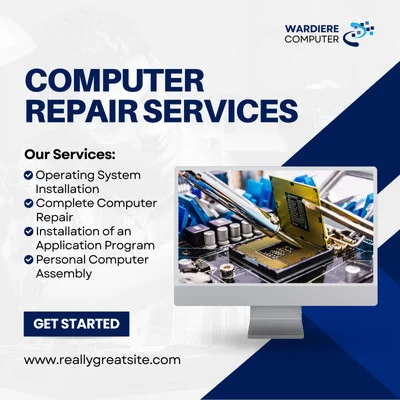 WARDIERE
COMPUTER
COMPUTER
REPAIR SERVICES
Our Services:
Operating System
Installation
Complete Computer
Repair
Installation of an
Application Program
Personal Computer
Assembly
GET STARTED
www.reallygreatsite.com